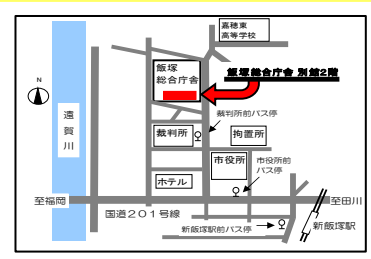 嘉穂東
高等学校
飯塚
総合庁舎
飯塚総合庁舎 別館2階
N
遠
賀
川
裁判所前バス停
裁判所
拘置所
市役所
市役所前
バス停
ホテル
至福岡
至田川
国道201号線
新飯塚駅前バス停
新飯塚駅